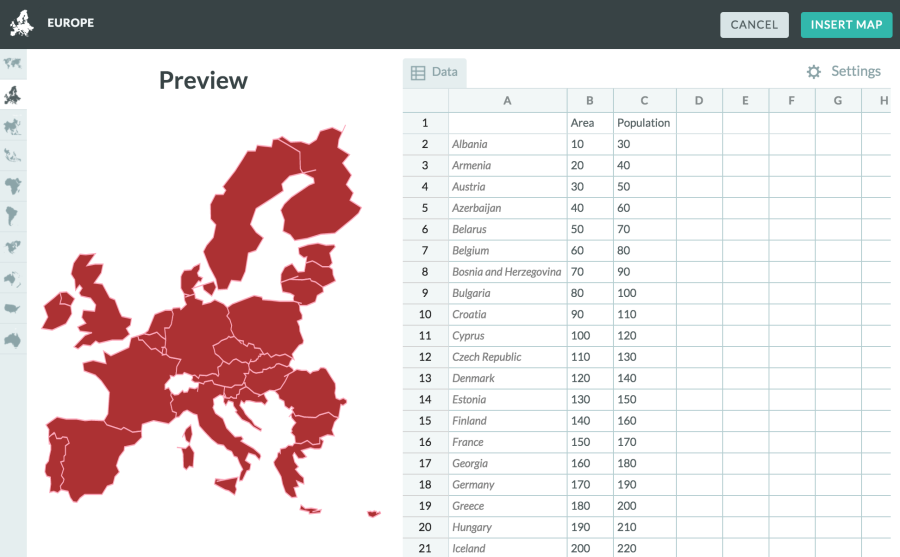 EUROPE
CANCEL
INSERT MAP
Preview
Data
Settings
A B C D E F G H
1 Area Population
2 Albania 10 30
3 Armenia 20 40
4 Austria 30 50
5 Azerbaijan 40 60
6 Belarus 50 70
7 Belgium 60 80
8 Bosnia and Herzegovina 70 90
9 Bulgaria 80 100
10 Croatia 90 110
11 Cyprus 100 120
12 Czech Republic 110 130
13 Denmark 120 140
14 Estonia 130 150
15 Finland 140 160
16 France 150 170
17 Georgia 160 180
18 Germany 170 190
19 Greece 180 200
20 Hungary 190 210
21 Iceland 200 220